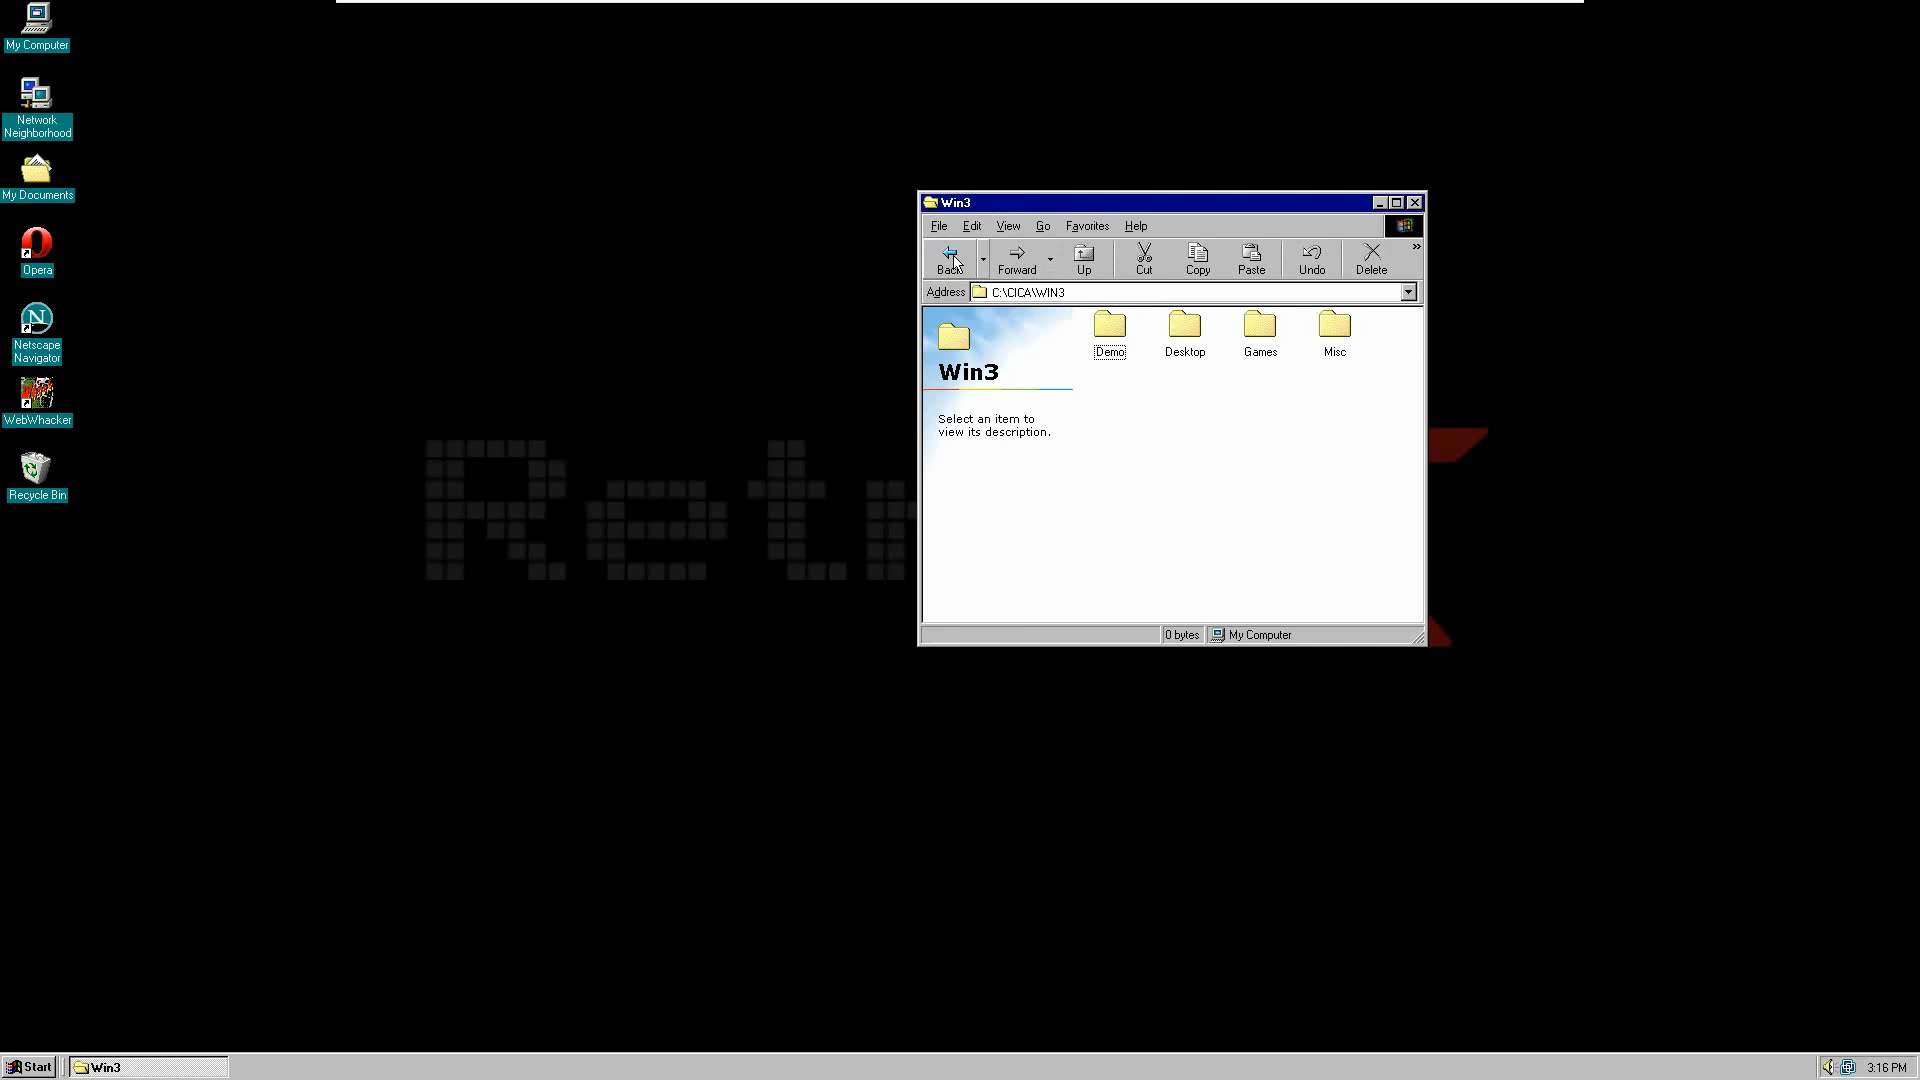 My Computer
Network
Neighborhood
My Documents
Opera
Netscape
Navigator
WebWhacker
Recycle Bin
Win3
File Edit View Go Favorites Help
Back Forward Up Cut Copy Paste Undo Delete »
Address C:\CICA\WIN3
Win3
Select an item to
view its description.
Demo Desktop Games Misc
0 bytes My Computer
Retr
Start Win3 3:16 PM